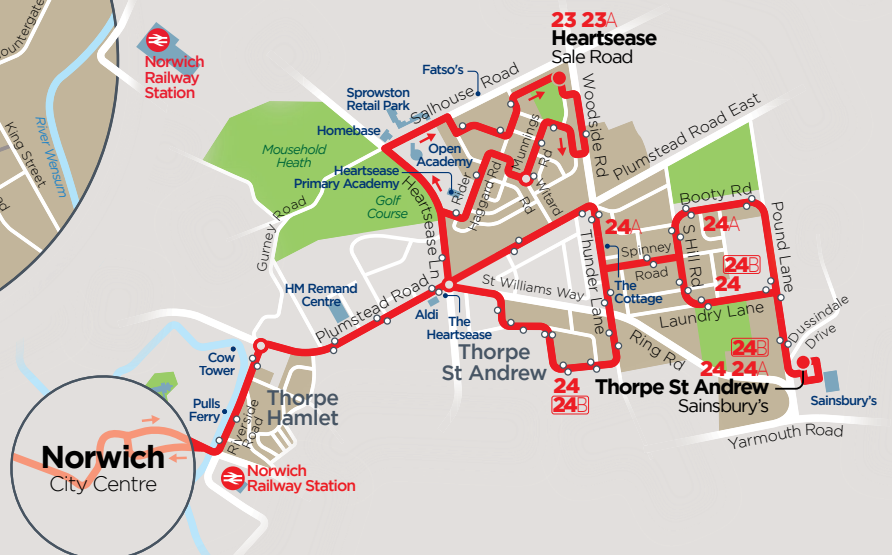 23 23A
Heartsease
Sale Road
Norwich
Railway
Station
River Wensum
King Street
Fatso's
Salhouse Road
Sprowston
Retail Park
Homebase
Mousehold
Heath
Open
Academy
Heartsease
Primary Academy
Golf
Course
Heartsease Ln
Rider
Haggard Rd
Munnings
Rd
Witard
Rd
Woodside Rd
Plumstead Road East
Gurney Road
Booty Rd
24A
24A
S Hill Rd
Pound Lane
Spinney
Road
24B
24
Thunder Lane
The
Cottage
St Williams Way
Laundry Lane
HM Remand
Centre
Plumstead Road
Aldi
The
Heartsease
Ring Rd
Dussindale
Drive
Cow
Tower
Thorpe
St Andrew
24B
24 24A
Thorpe St Andrew
Sainsbury's
Sainsbury's
24
24B
Pulls
Ferry
Riverside
Road
Thorpe
Hamlet
Yarmouth Road
Norwich
City Centre
Norwich
Railway Station